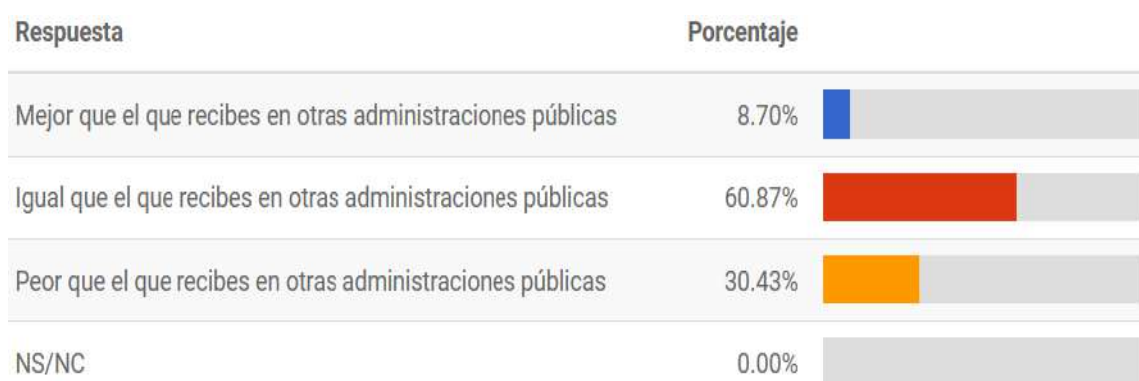 Respuesta Porcentaje
Mejor que el que recibes en otras administraciones públicas 8.70%
Igual que el que recibes en otras administraciones públicas 60.87%
Peor que el que recibes en otras administraciones públicas 30.43%
NS/NC 0.00%